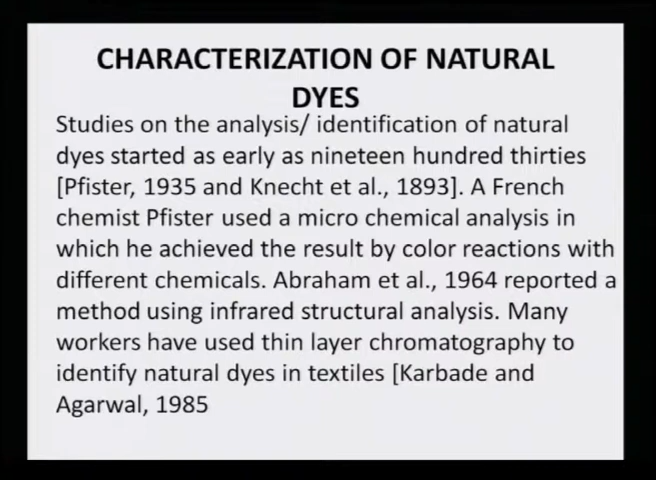 CHARACTERIZATION OF NATURAL
DYES
Studies on the analysis/ identification of natural
dyes started as early as nineteen hundred thirties
[Pfister, 1935 and Knecht et al., 1893]. A French
chemist Pfister used a micro chemical analysis in
which he achieved the result by color reactions with
different chemicals. Abraham et al., 1964 reported a
method using infrared structural analysis. Many
workers have used thin layer chromatography to
identify natural dyes in textiles [Karbade and
Agarwal, 1985